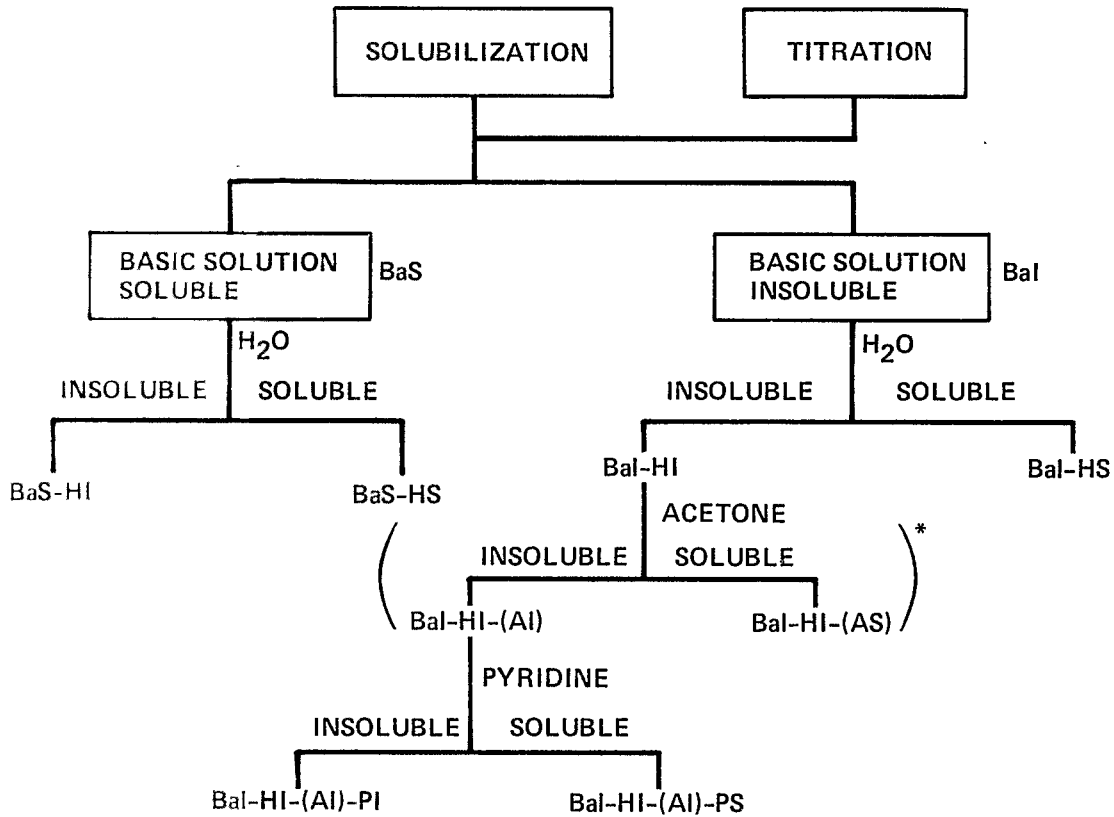 SOLUBILIZATION
TITRATION
BASIC SOLUTION
SOLUBLE
BaS
BASIC SOLUTION
INSOLUBLE
BaI
H2O
H2O
INSOLUBLE SOLUBLE
INSOLUBLE SOLUBLE
BaS-HI
BaS-HS
BaI-HI
BaI-HS
ACETONE
*
INSOLUBLE SOLUBLE
BaI-HI-(AI)
BaI-HI-(AS)
PYRIDINE
INSOLUBLE SOLUBLE
BaI-HI-(AI)-PI
BaI-HI-(AI)-PS